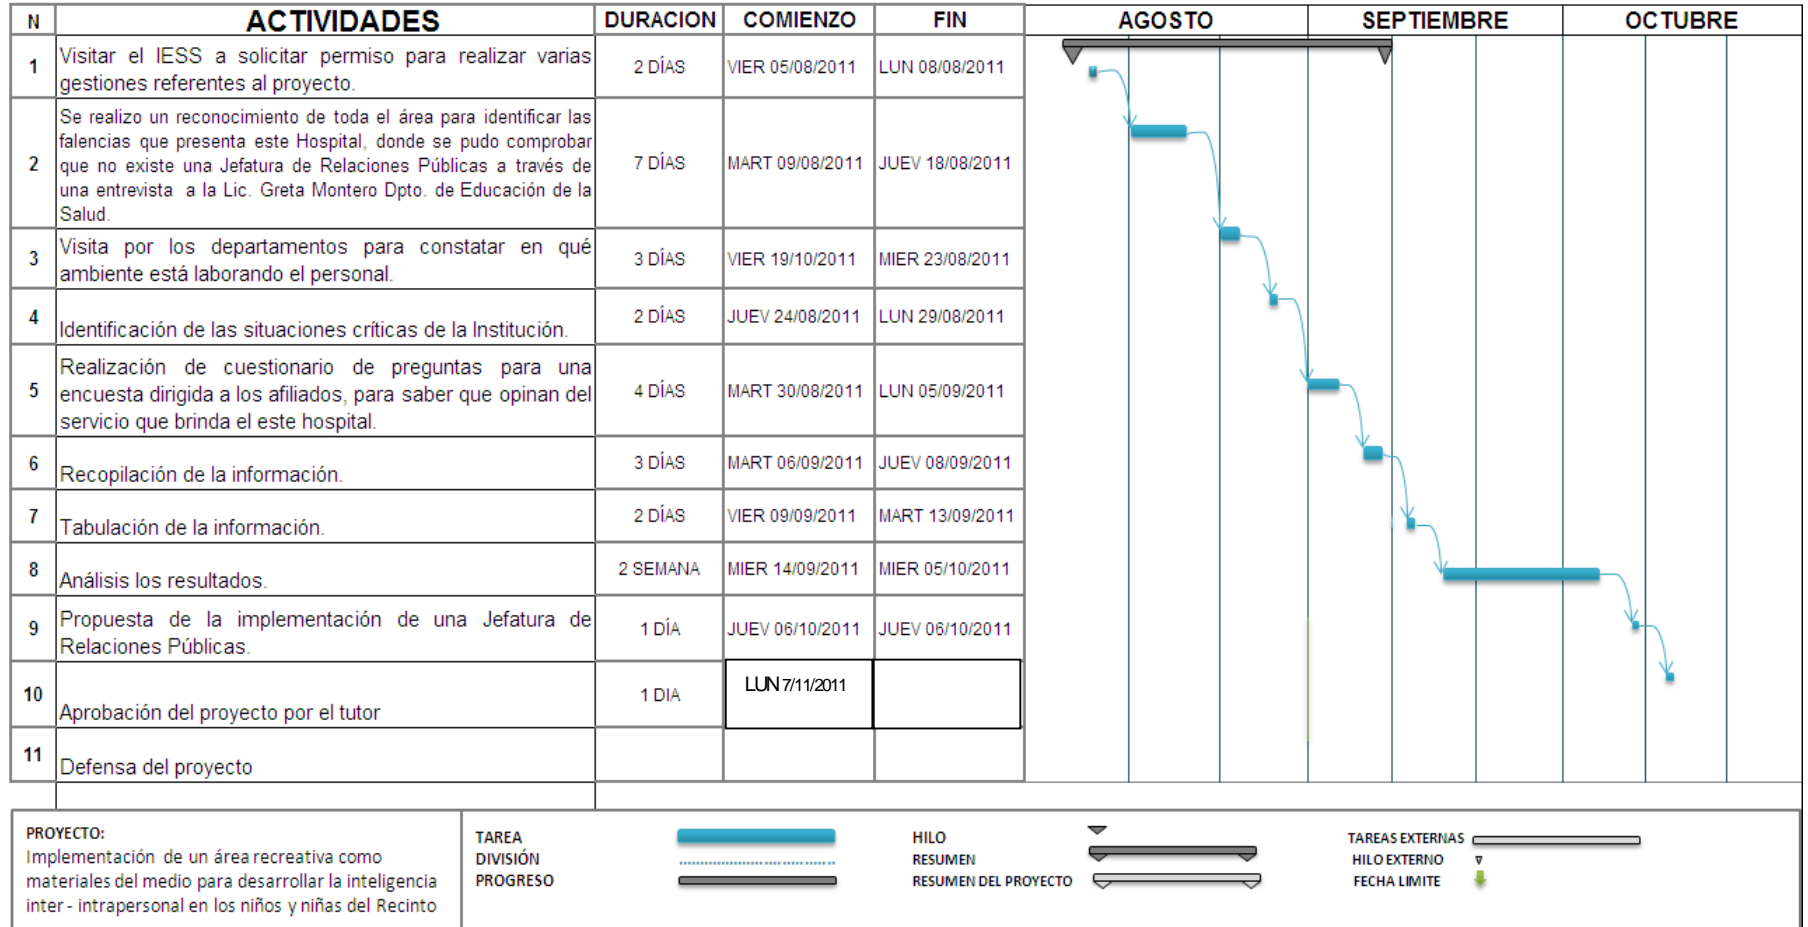 N ACTIVIDADES DURACION COMIENZO FIN AGOSTO SEPTIEMBRE OCTUBRE
1 Visitar el IESS a solicitar permiso para realizar varias
gestiones referentes al proyecto.
2 DÍAS VIER 05/08/2011 LUN 08/08/2011
Se realizo un reconocimiento de toda el área para identificar las
falencias que presenta este Hospital, donde se pudo comprobar
2 que no existe una Jefatura de Relaciones Públicas a través de
una entrevista a la Lic. Greta Montero Dpto. de Educación de la
Salud.
7 DÍAS MART 09/08/2011 JUEV 18/08/2011
3 Visita por los departamentos para constatar en qué
ambiente está laborando el personal.
3 DÍAS VIER 19/10/2011 MIER 23/08/2011
4 Identificación de las situaciones críticas de la Institución.
2 DÍAS JUEV 24/08/2011 LUN 29/08/2011
Realización de cuestionario de preguntas para una
5 encuesta dirigida a los afiliados, para saber que opinan del
servicio que brinda el este hospital.
4 DÍAS MART 30/08/2011 LUN 05/09/2011
6 Recopilación de la información.
3 DÍAS MART 06/09/2011 JUEV 08/09/2011
7 Tabulación de la información.
2 DÍAS VIER 09/09/2011 MART 13/09/2011
8 Análisis los resultados.
2 SEMANA MIER 14/09/2011 MIER 05/10/2011
9 Propuesta de la implementación de una Jefatura de
Relaciones Públicas.
1 DÍA JUEV 06/10/2011 JUEV 06/10/2011
10 Aprobación del proyecto por el tutor
1 DIA LUN 7/11/2011
11 Defensa del proyecto
PROYECTO:
Implementación de un área recreativa como
materiales del medio para desarrollar la inteligencia
inter - intrapersonal en los niños y niñas del Recinto
TAREA
DIVISIÓN
PROGRESO
HILO
RESUMEN
RESUMEN DEL PROYECTO
TAREAS EXTERNAS
HILO EXTERNO
FECHA LIMITE